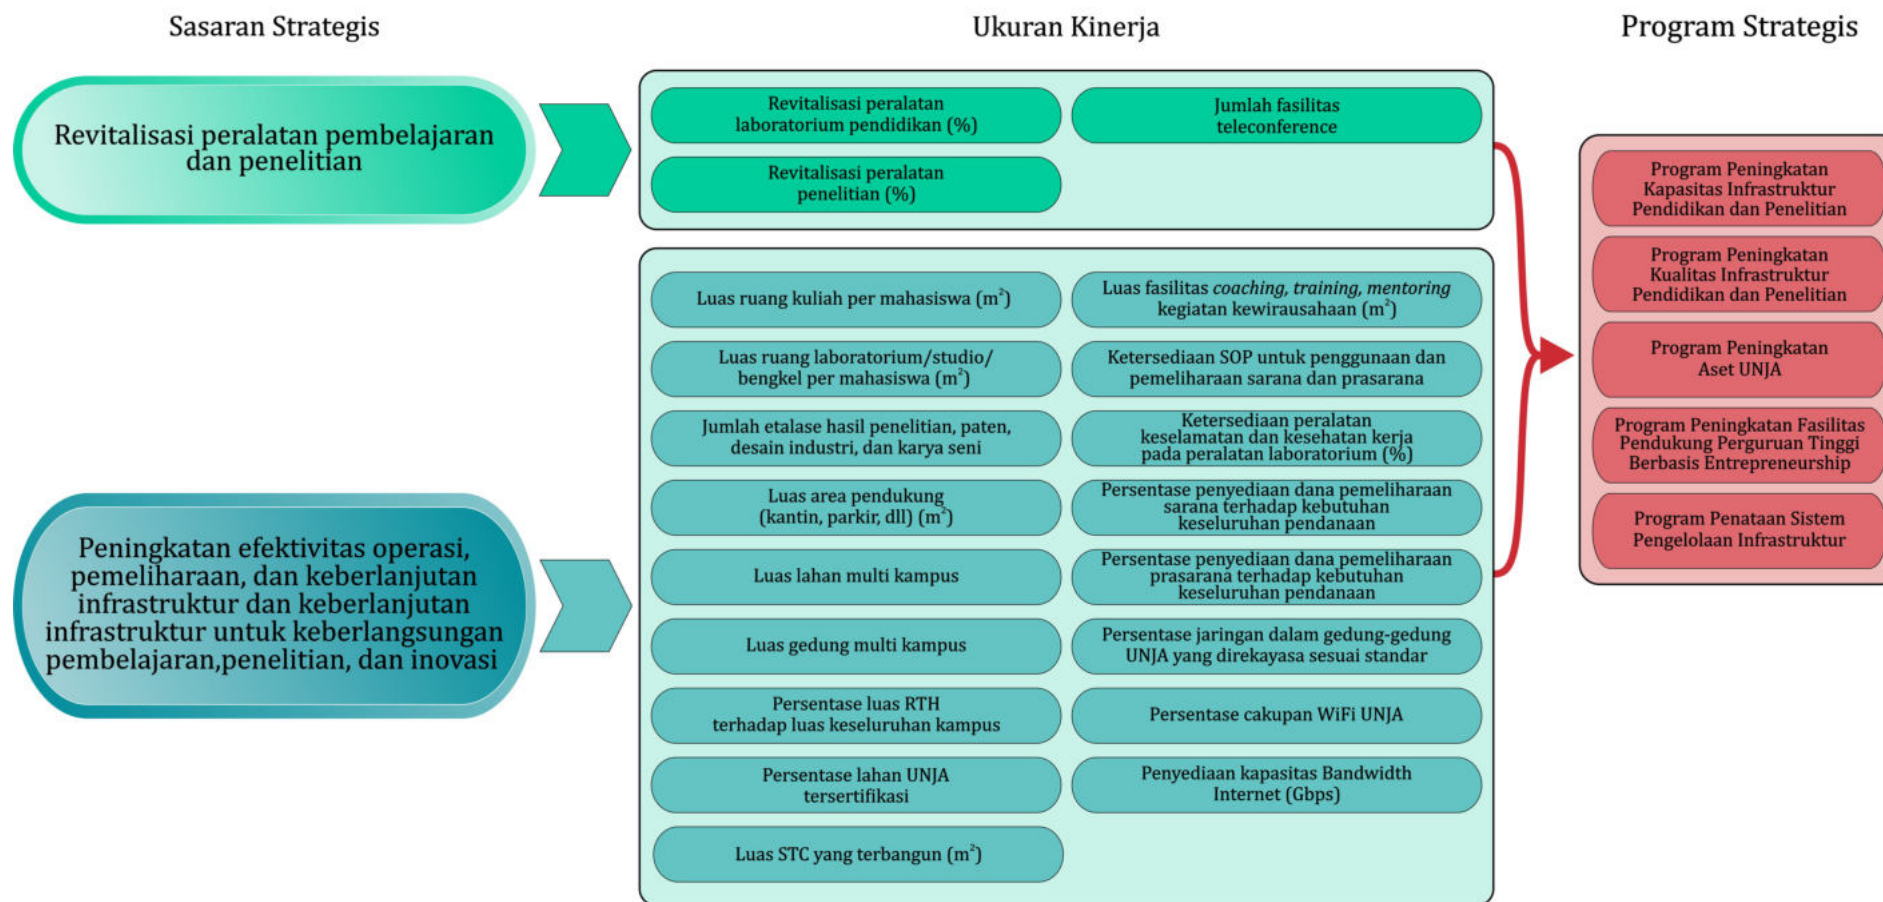 Sasaran Strategis
Ukuran Kinerja
Program Strategis
Revitalisasi peralatan pembelajaran
dan penelitian
Revitalisasi peralatan
laboratorium pendidikan (%)
Jumlah fasilitas
teleconference
Revitalisasi peralatan
penelitian (%)
Peningkatan efektivitas operasi,
pemeliharaan, dan keberlanjutan
infrastruktur dan keberlanjutan
infrastruktur untuk keberlangsungan
pembelajaran,penelitian, dan inovasi
Luas ruang kuliah per mahasiswa (m²)
Luas fasilitas coaching, training, mentoring
kegiatan kewirausahaan (m²)
Luas ruang laboratorium/studio/
bengkel per mahasiswa (m²)
Ketersediaan SOP untuk penggunaan dan
pemeliharaan sarana dan prasarana
Jumlah etalase hasil penelitian, paten,
desain industri, dan karya seni
Ketersediaan peralatan
keselamatan dan kesehatan kerja
pada peralatan laboratorium (%)
Luas area pendukung
(kantin, parkir, dll) (m²)
Persentase penyediaan dana pemeliharaan
sarana terhadap kebutuhan
keseluruhan pendanaan
Luas lahan multi kampus
Persentase penyediaan dana pemeliharaan
prasarana terhadap kebutuhan
keseluruhan pendanaan
Luas gedung multi kampus
Persentase jaringan dalam gedung-gedung
UNJA yang direkayasa sesuai standar
Persentase luas RTH
terhadap luas keseluruhan kampus
Persentase cakupan WiFi UNJA
Persentase lahan UNJA
tersertifikasi
Penyediaan kapasitas Bandwidth
Internet (Gbps)
Luas STC yang terbangun (m²)
Program Peningkatan
Kapasitas Infrastruktur
Pendidikan dan Penelitian
Program Peningkatan
Kualitas Infrastruktur
Pendidikan dan Penelitian
Program Peningkatan
Aset UNJA
Program Peningkatan Fasilitas
Pendukung Perguruan Tinggi
Berbasis Entrepreneurship
Program Penataan Sistem
Pengelolaan Infrastruktur